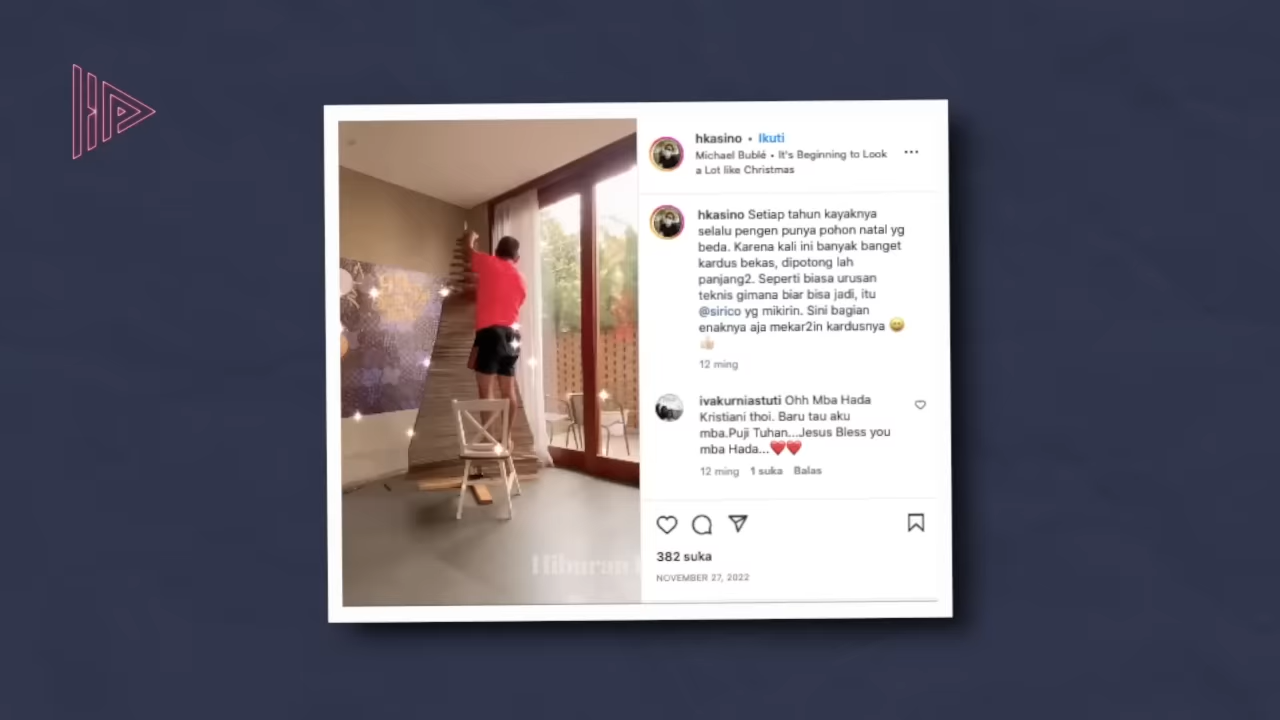 hkasino • Ikuti
Michael Bublé • It's Beginning to Look
a Lot like Christmas
hkasino Setiap tahun kayaknya
selalu pengen punya pohon natal yg
beda. Karena kali ini banyak banget
kardus bekas, dipotong lah
panjang2. Seperti biasa urusan
teknis gimana biar bisa jadi, itu
@sirico yg mikirin. Sini bagian
enaknya aja mekar2in kardusnya 😄
👍🏻
12 ming
ivakurniastuti Ohh Mba Hada
Kristiani thoi. Baru tau aku
mba.Puji Tuhan...Jesus Bless you
mba Hada...❤️❤️
12 ming 1 suka Balas
Hiburan
382 suka
NOVEMBER 27, 2022